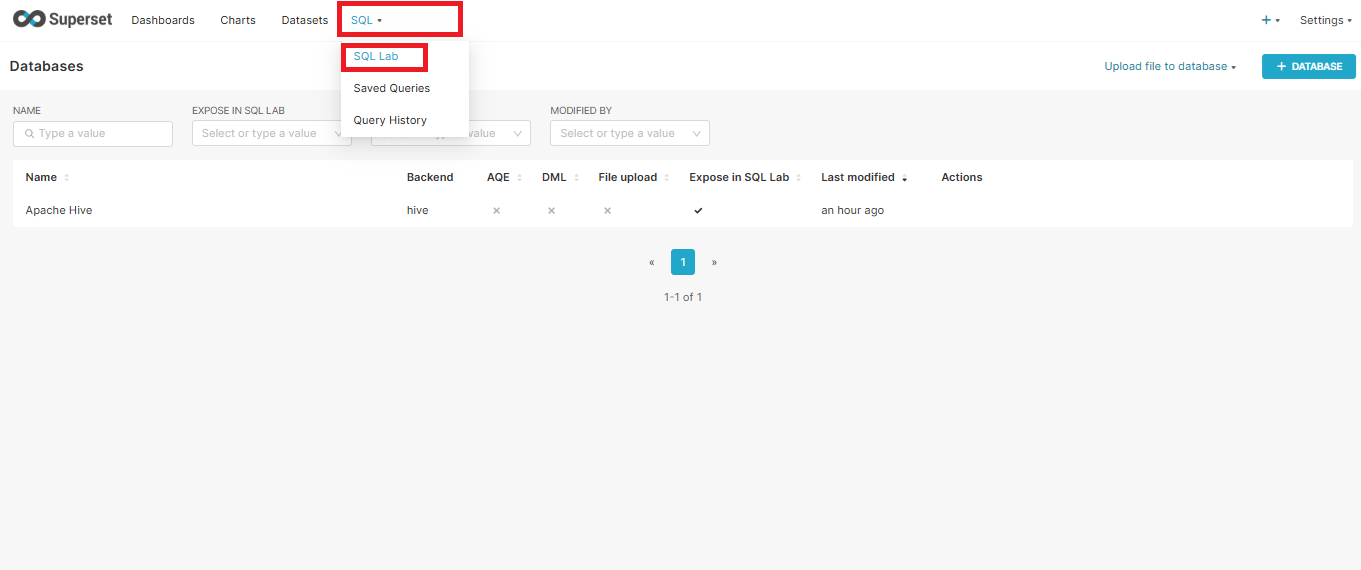 Superset Dashboards Charts Datasets SQL Settings
SQL Lab
Databases Upload file to database + DATABASE
Saved Queries
NAME EXPOSE IN SQL LAB MODIFIED BY
Query History
Type a value Select or type a value value Select or type a value
Name Backend AQE DML File upload Expose in SQL Lab Last modified Actions
Apache Hive hive an hour ago
« 1 »
1-1 of 1